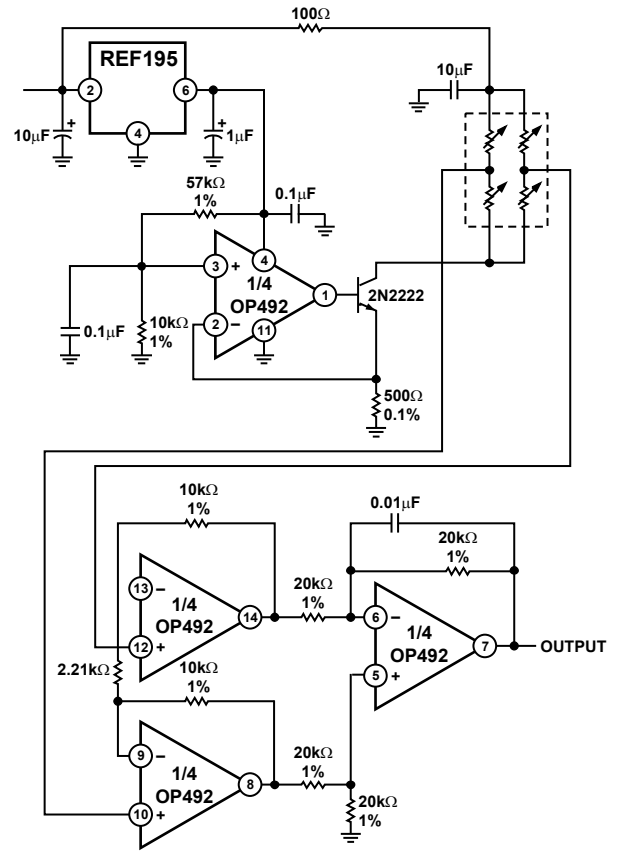 100Ω
REF195
2
6
4
10µF
+
+
1µF
10µF
57kΩ
1%
0.1µF
3
+
4
1/4
OP492
1
2N2222
2
−
11
0.1µF
10kΩ
1%
500Ω
0.1%
10kΩ
1%
0.01µF
20kΩ
1%
13
−
1/4
OP492
14
12
+
20kΩ
1%
6
−
1/4
OP492
7
OUTPUT
5
+
2.21kΩ
10kΩ
1%
9
−
1/4
OP492
8
10
+
20kΩ
1%
20kΩ
1%